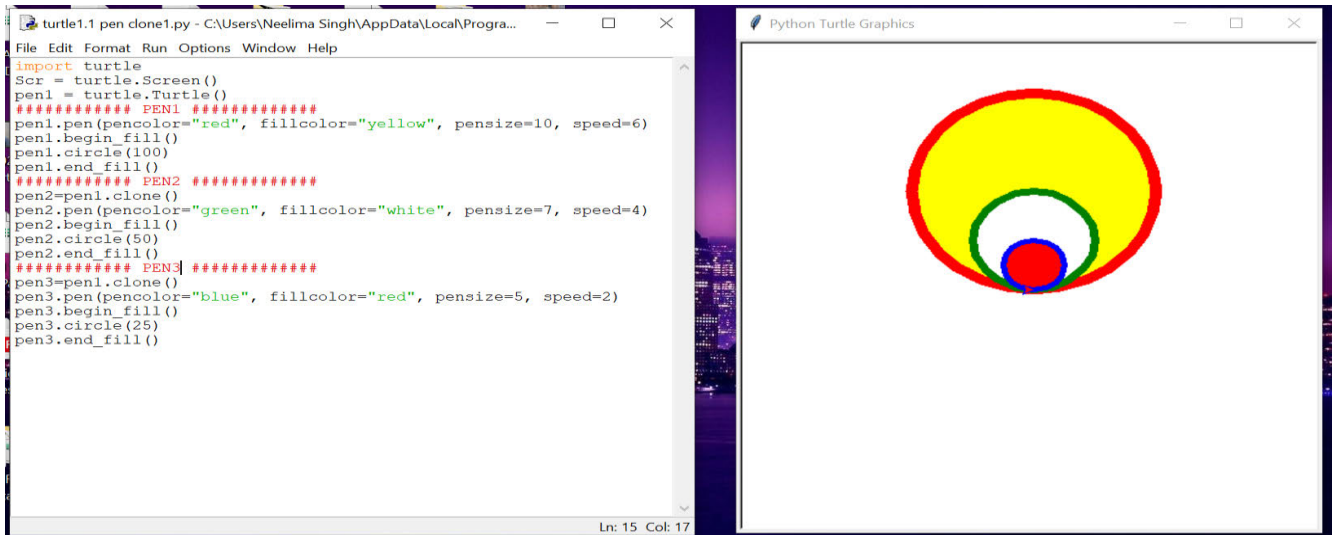 turtle1.1 pen clone1.py - C:\Users\Neelima Singh\AppData\Local\Progra...
File Edit Format Run Options Window Help
import turtle
Scr = turtle.Screen()
pen1 = turtle.Turtle()
############ PEN1 #############
pen1.pen(pencolor="red", fillcolor="yellow", pensize=10, speed=6)
pen1.begin_fill()
pen1.circle(100)
pen1.end_fill()
############ PEN2 #############
pen2=pen1.clone()
pen2.pen(pencolor="green", fillcolor="white", pensize=7, speed=4)
pen2.begin_fill()
pen2.circle(50)
pen2.end_fill()
############ PEN3 #############
pen3=pen1.clone()
pen3.pen(pencolor="blue", fillcolor="red", pensize=5, speed=2)
pen3.begin_fill()
pen3.circle(25)
pen3.end_fill()
Ln: 15 Col: 17
Python Turtle Graphics